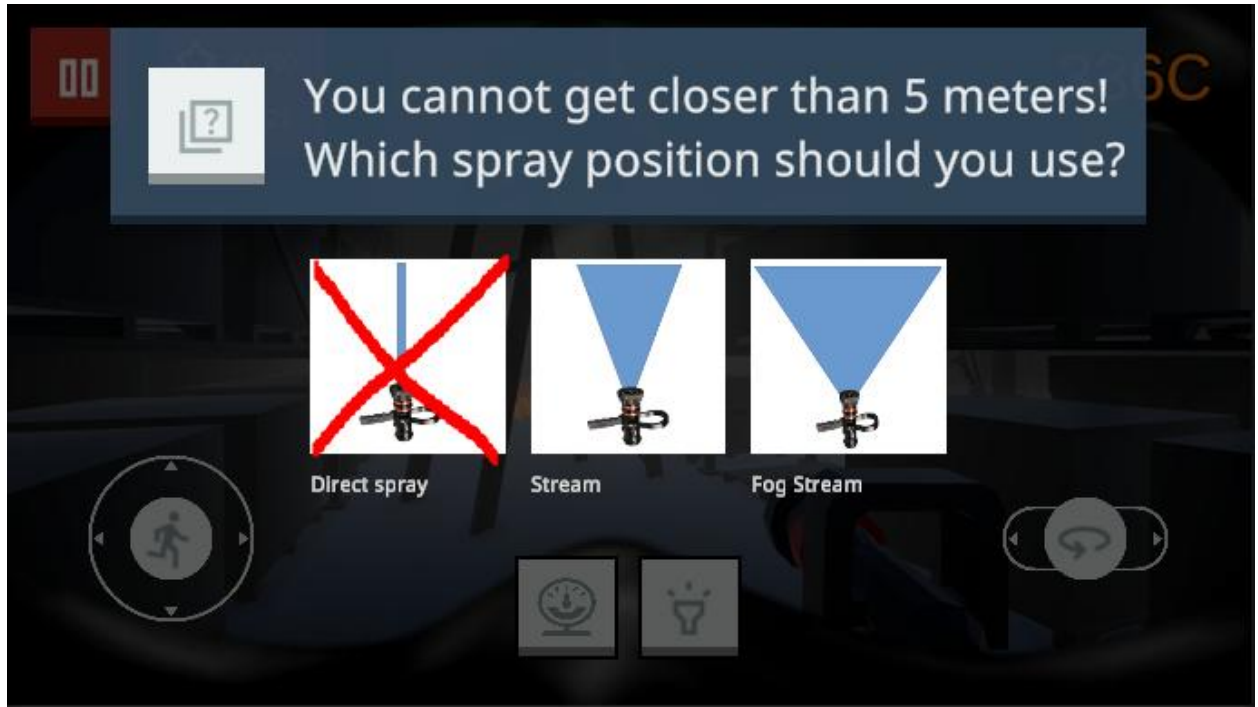 You cannot get closer than 5 meters!
Which spray position should you use?
Direct spray
Stream
Fog Stream